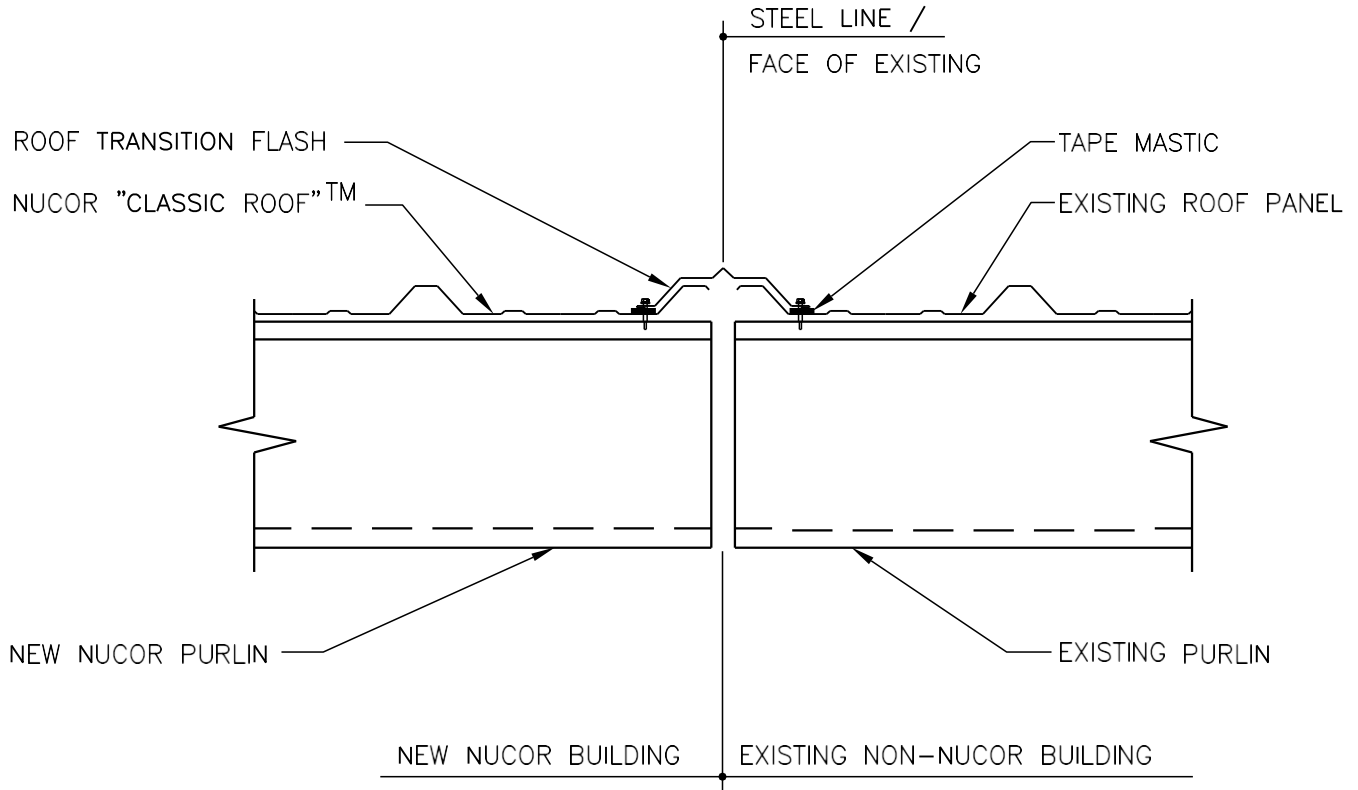 STEEL LINE /
FACE OF EXISTING
ROOF TRANSITION FLASH
TAPE MASTIC
NUCOR "CLASSIC ROOF"TM
EXISTING ROOF PANEL
NEW NUCOR PURLIN
EXISTING PURLIN
NEW NUCOR BUILDING
EXISTING NON-NUCOR BUILDING